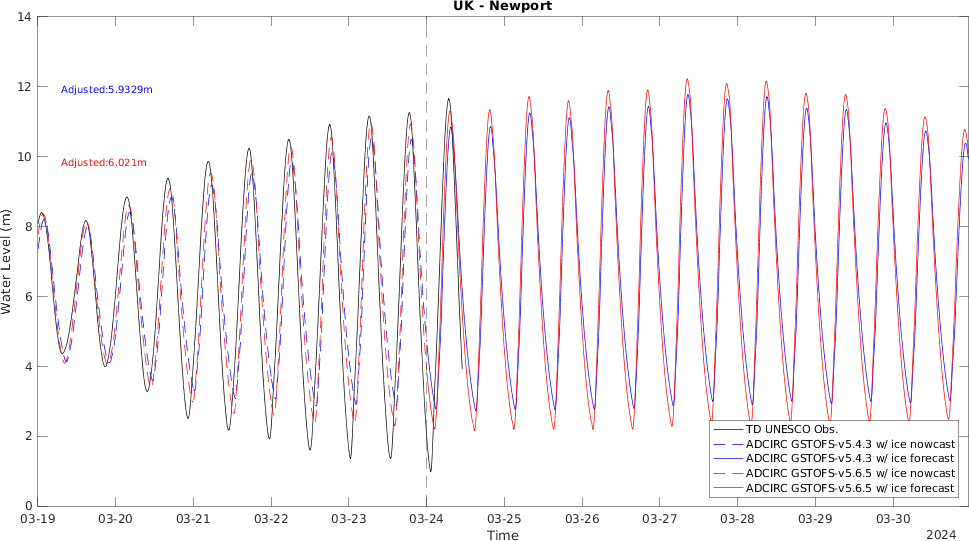 UK - Newport
14
12
10
8
6
4
2
0
Water Level (m)
Adjusted:5.9329m
Adjusted:6.021m
TD UNESCO Obs.
ADCIRC GSTOFS-v5.4.3 w/ ice nowcast
ADCIRC GSTOFS-v5.4.3 w/ ice forecast
ADCIRC GSTOFS-v5.6.5 w/ ice nowcast
ADCIRC GSTOFS-v5.6.5 w/ ice forecast
03-19 03-20 03-21 03-22 03-23 03-24 03-25 03-26 03-27 03-28 03-29 03-30
Time
2024